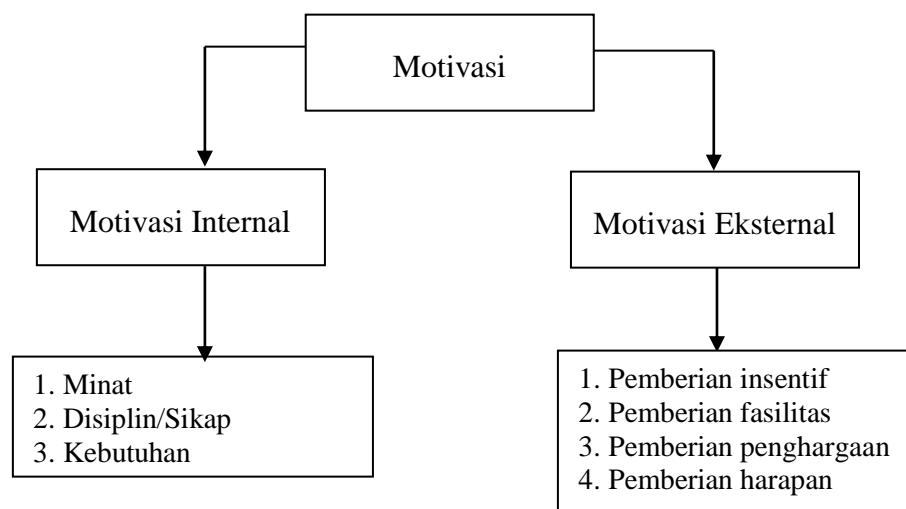 Motivasi
Motivasi Internal
Motivasi Eksternal
1. Minat
2. Disiplin/Sikap
3. Kebutuhan
1. Pemberian insentif
2. Pemberian fasilitas
3. Pemberian penghargaan
4. Pemberian harapan